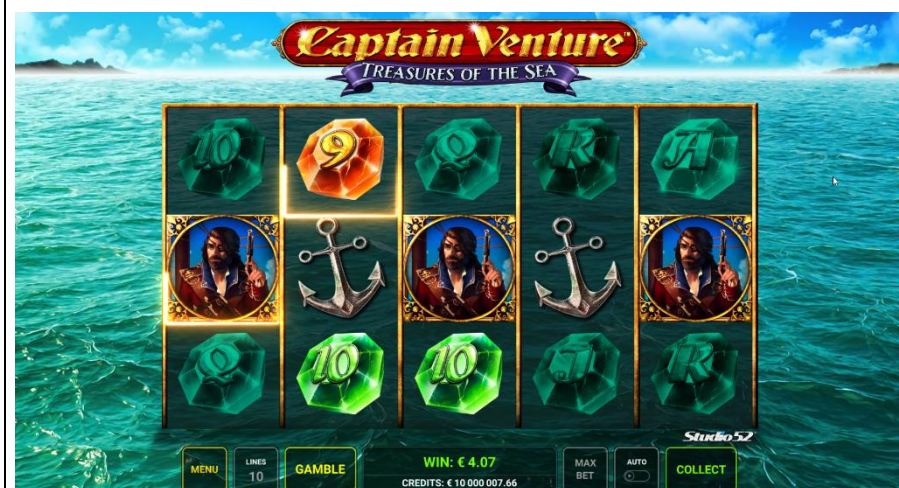 Captain Venture™
TREASURES OF THE SEA
10 9 Q K A
Q 10 10 J K
Studio52
MENU
LINES
10
GAMBLE
WIN: € 4.07
CREDITS: € 10 000 007.66
MAX
BET
AUTO
COLLECT